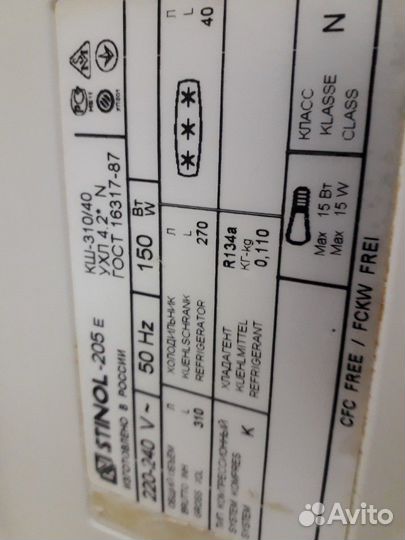 STINOL -205 E
ИЗГОТОВЛЕНО В РОССИИ
КШ-310/40
УХЛ 4.2* N
ГОСТ 16317-87
220-240 V ~ 50 Hz 150 Вт W
ОБЩИЙ ОБЪЕМ Л
BRUTTO INH L
GROSS VOL 310
ХОЛОДИЛЬНИК Л
KUEHLSCHRANK L
REFRIGERATOR 270
Л
L
40
ТИП КОМПРЕССИОННЫЙ
SYSTEM KOMPRES K
SYSTEM
ХЛАДАГЕНТ R134a
KUEHLMITTEL КГ-kg
REFRIGERANT 0,110
Max 15 Вт
Max 15 W
КЛАСС
KLASSE
CLASS
N
CFC FREE / FCKW FREI
Avito